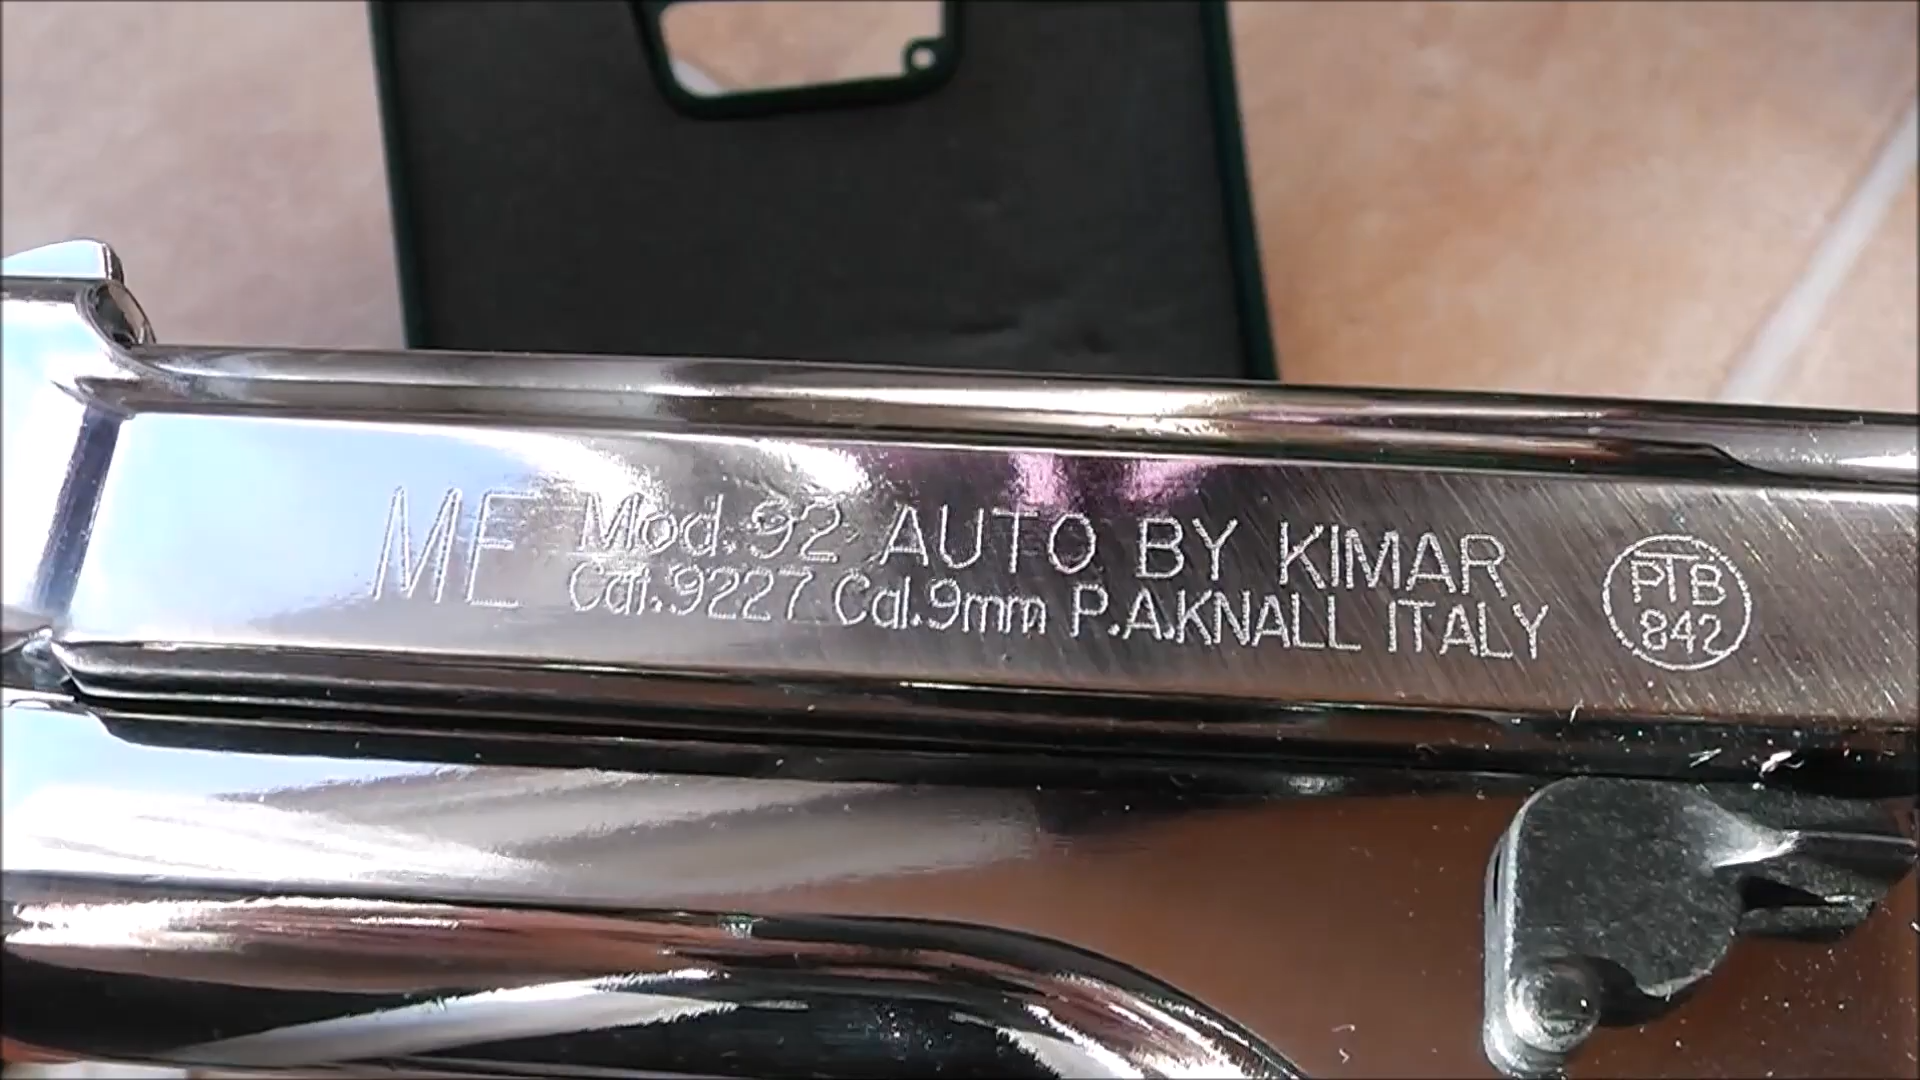 ME Mod.92 AUTO BY KIMAR
Cat.9227 Cal.9mm P.A.KNALL ITALY
PTB
842